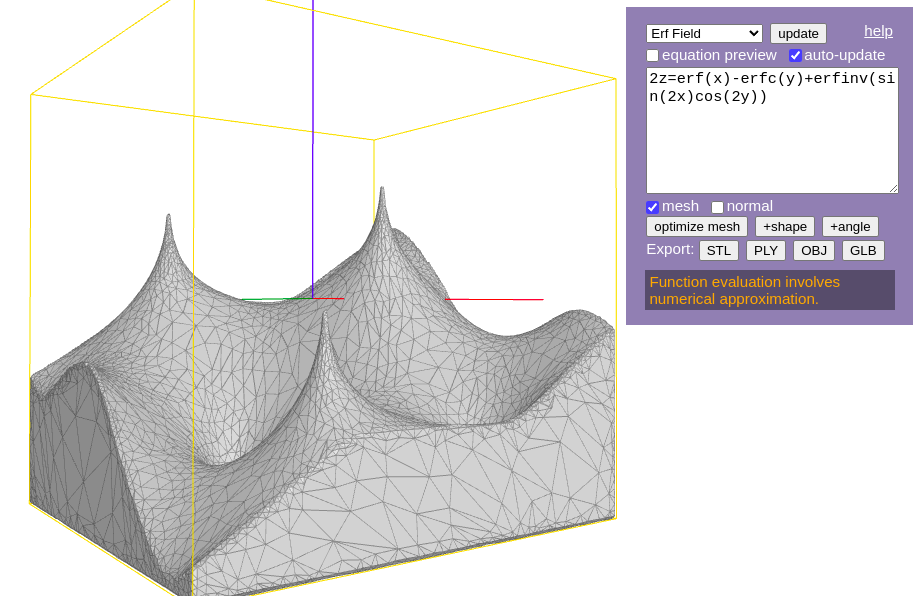 Erf Field update help
equation preview auto-update
2z=erf(x)-erfc(y)+erfinv(si
n(2x)cos(2y))
mesh normal
optimize mesh +shape +angle
Export: STL PLY OBJ GLB
Function evaluation involves
numerical approximation.